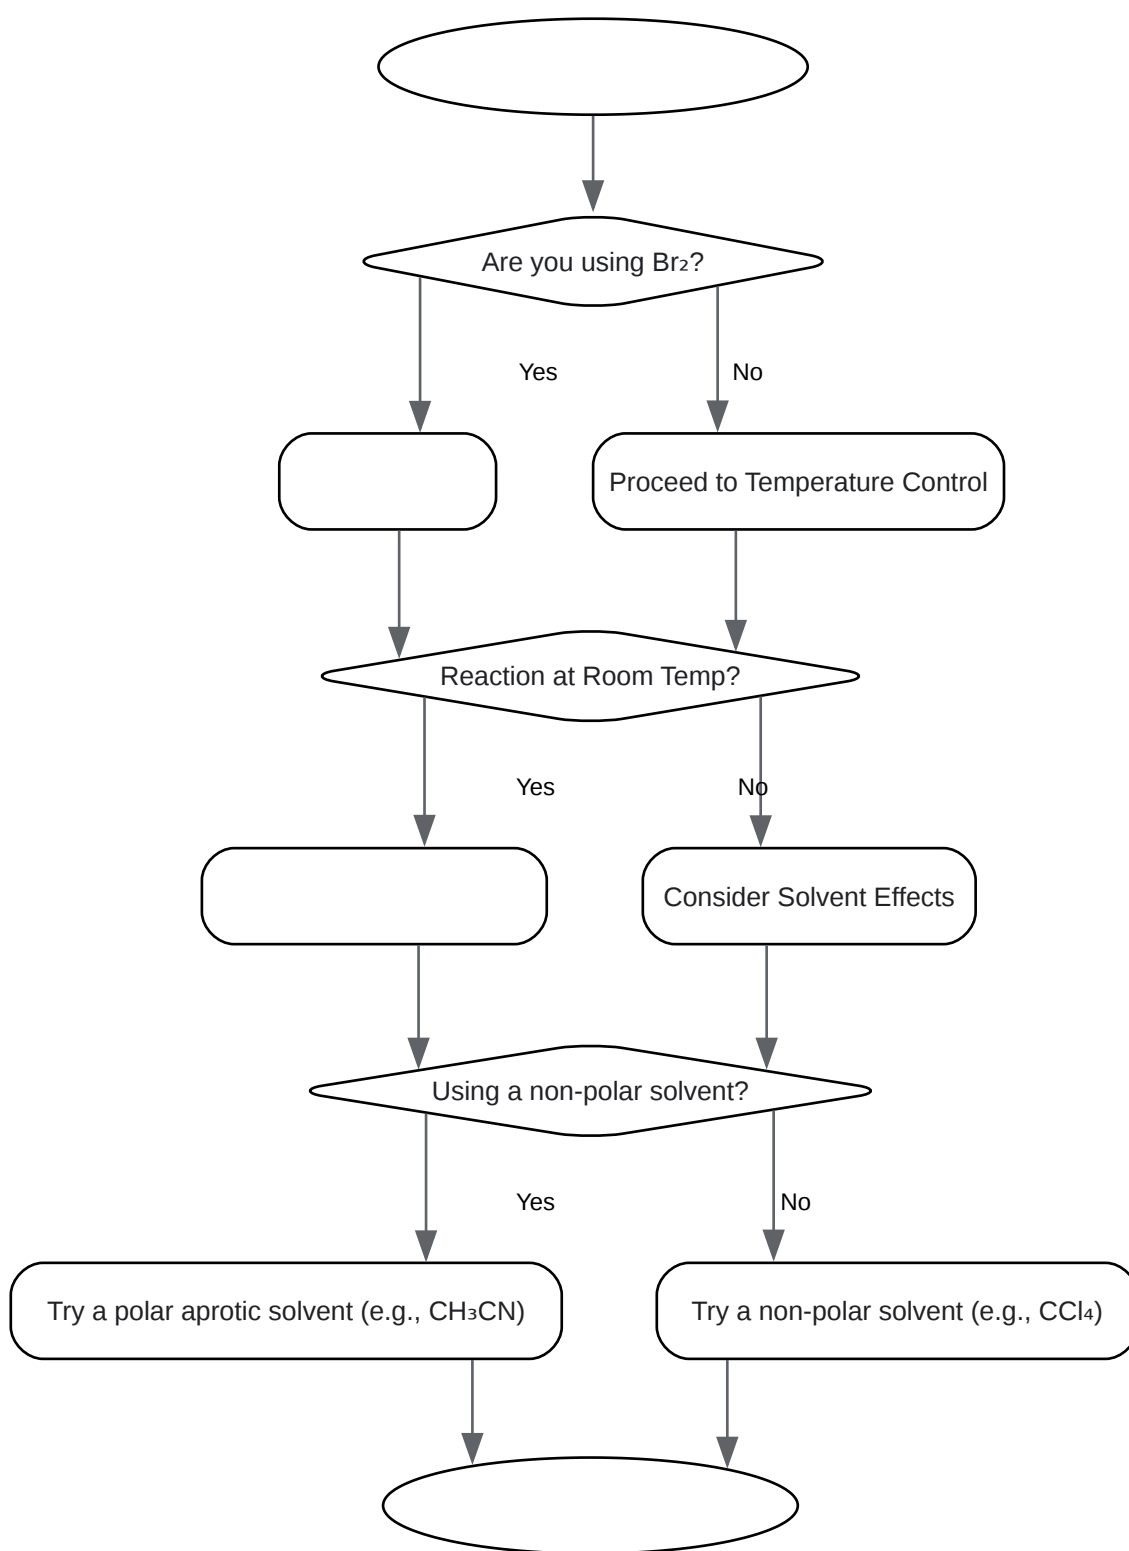 Are you using Br₂?
Yes
No
Proceed to Temperature Control
Reaction at Room Temp?
Yes
No
Consider Solvent Effects
Using a non-polar solvent?
Yes
No
Try a polar aprotic solvent (e.g., CH₃CN)
Try a non-polar solvent (e.g., CCl₄)